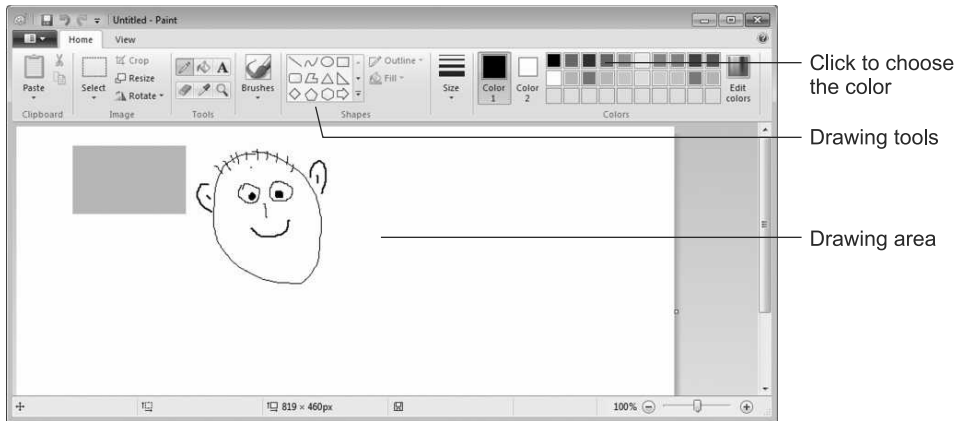 Untitled - Paint
Home View
Paste
Select
Crop
Resize
Rotate
A
Brushes
Outline
Fill
Size
Color
1
Color
2
Edit
colors
Clipboard Image Tools Shapes Colors
819 × 460px
100%
Click to choose
the color
Drawing tools
Drawing area